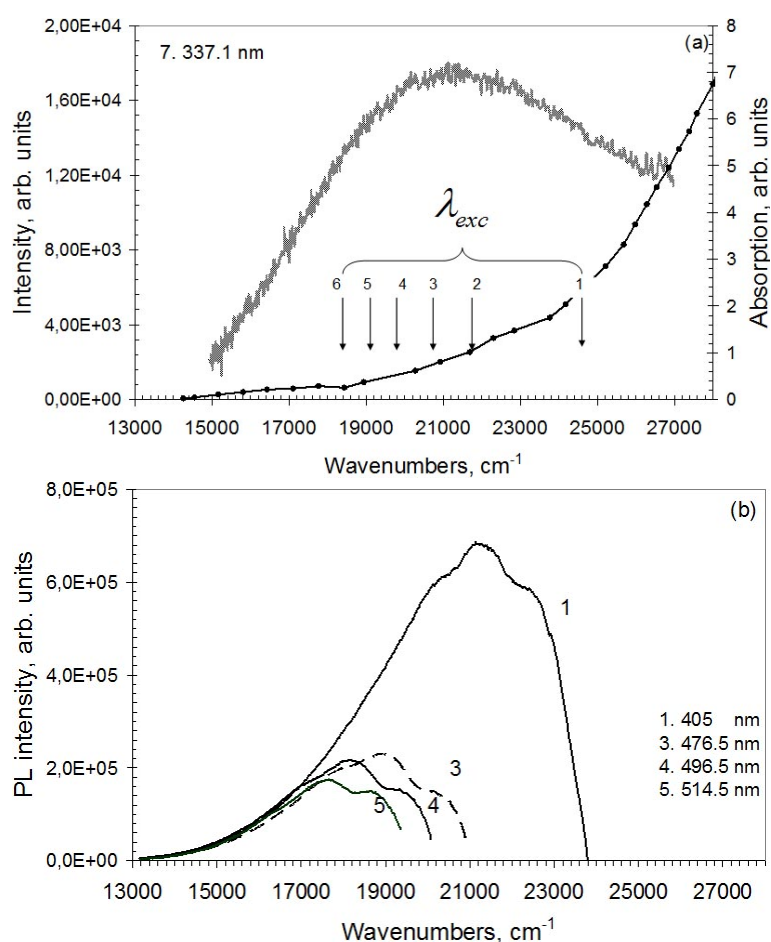 2,00E+04
1,60E+04
1,20E+04
8,00E+03
4,00E+03
0,00E+00
Intensity, arb. units
7. 337.1 nm
(a)
λexc
6 5 4 3 2 1
8
7
6
5
4
3
2
1
0
Absorption, arb. units
13000 15000 17000 19000 21000 23000 25000 27000
Wavenumbers, cm-1
8,0E+05
6,0E+05
4,0E+05
2,0E+05
0,0E+00
PL intensity, arb. units
(b)
1
3
5 4
1. 405 nm
3. 476.5 nm
4. 496.5 nm
5. 514.5 nm
13000 15000 17000 19000 21000 23000 25000 27000
Wavenumbers, cm-1